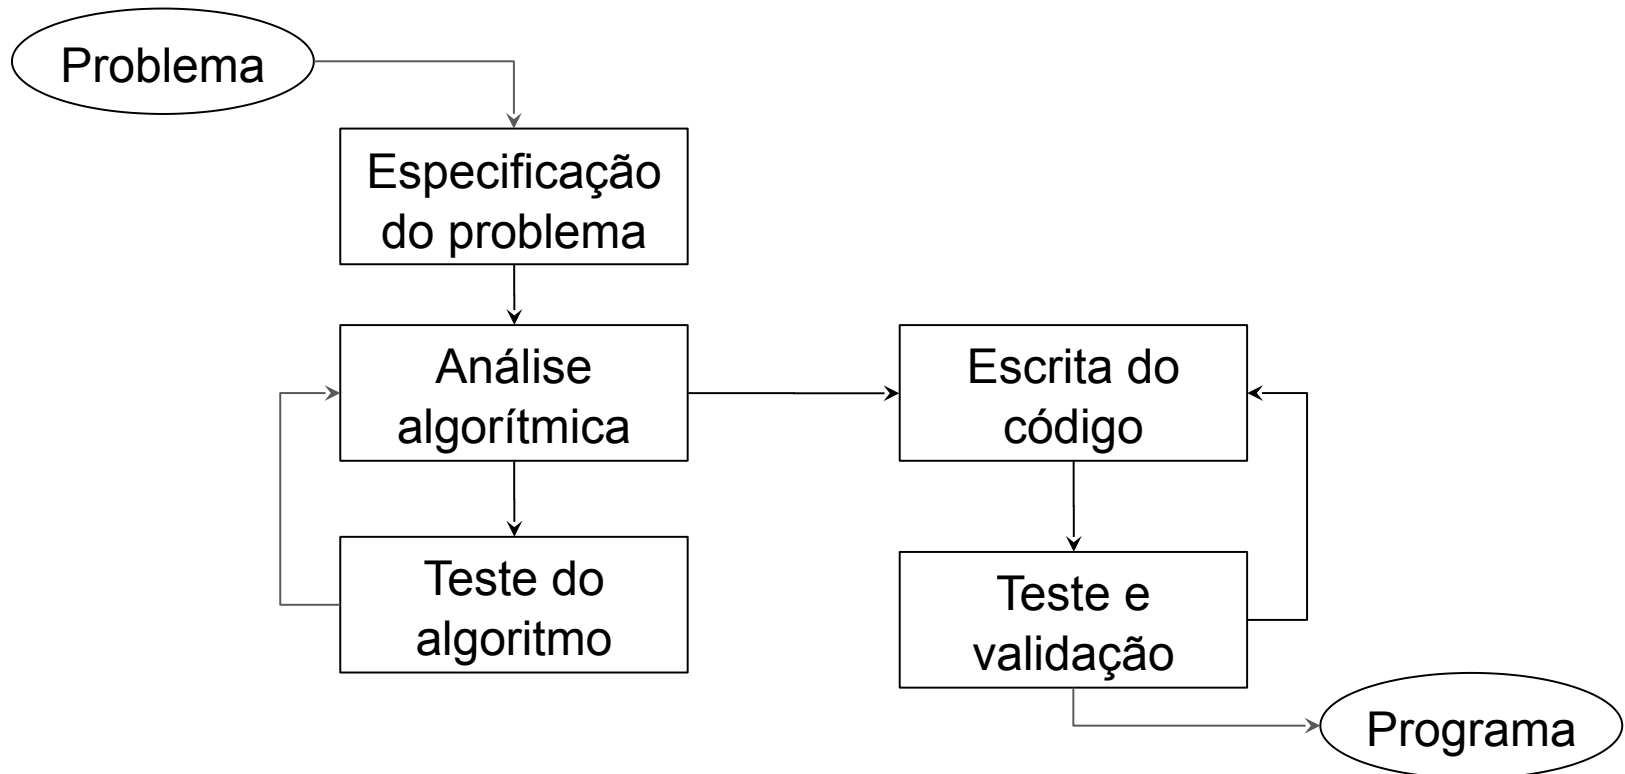 Problema
Especificação
do problema
Análise
algorítmica
Escrita do
código
Teste do
algoritmo
Teste e
validação
Programa